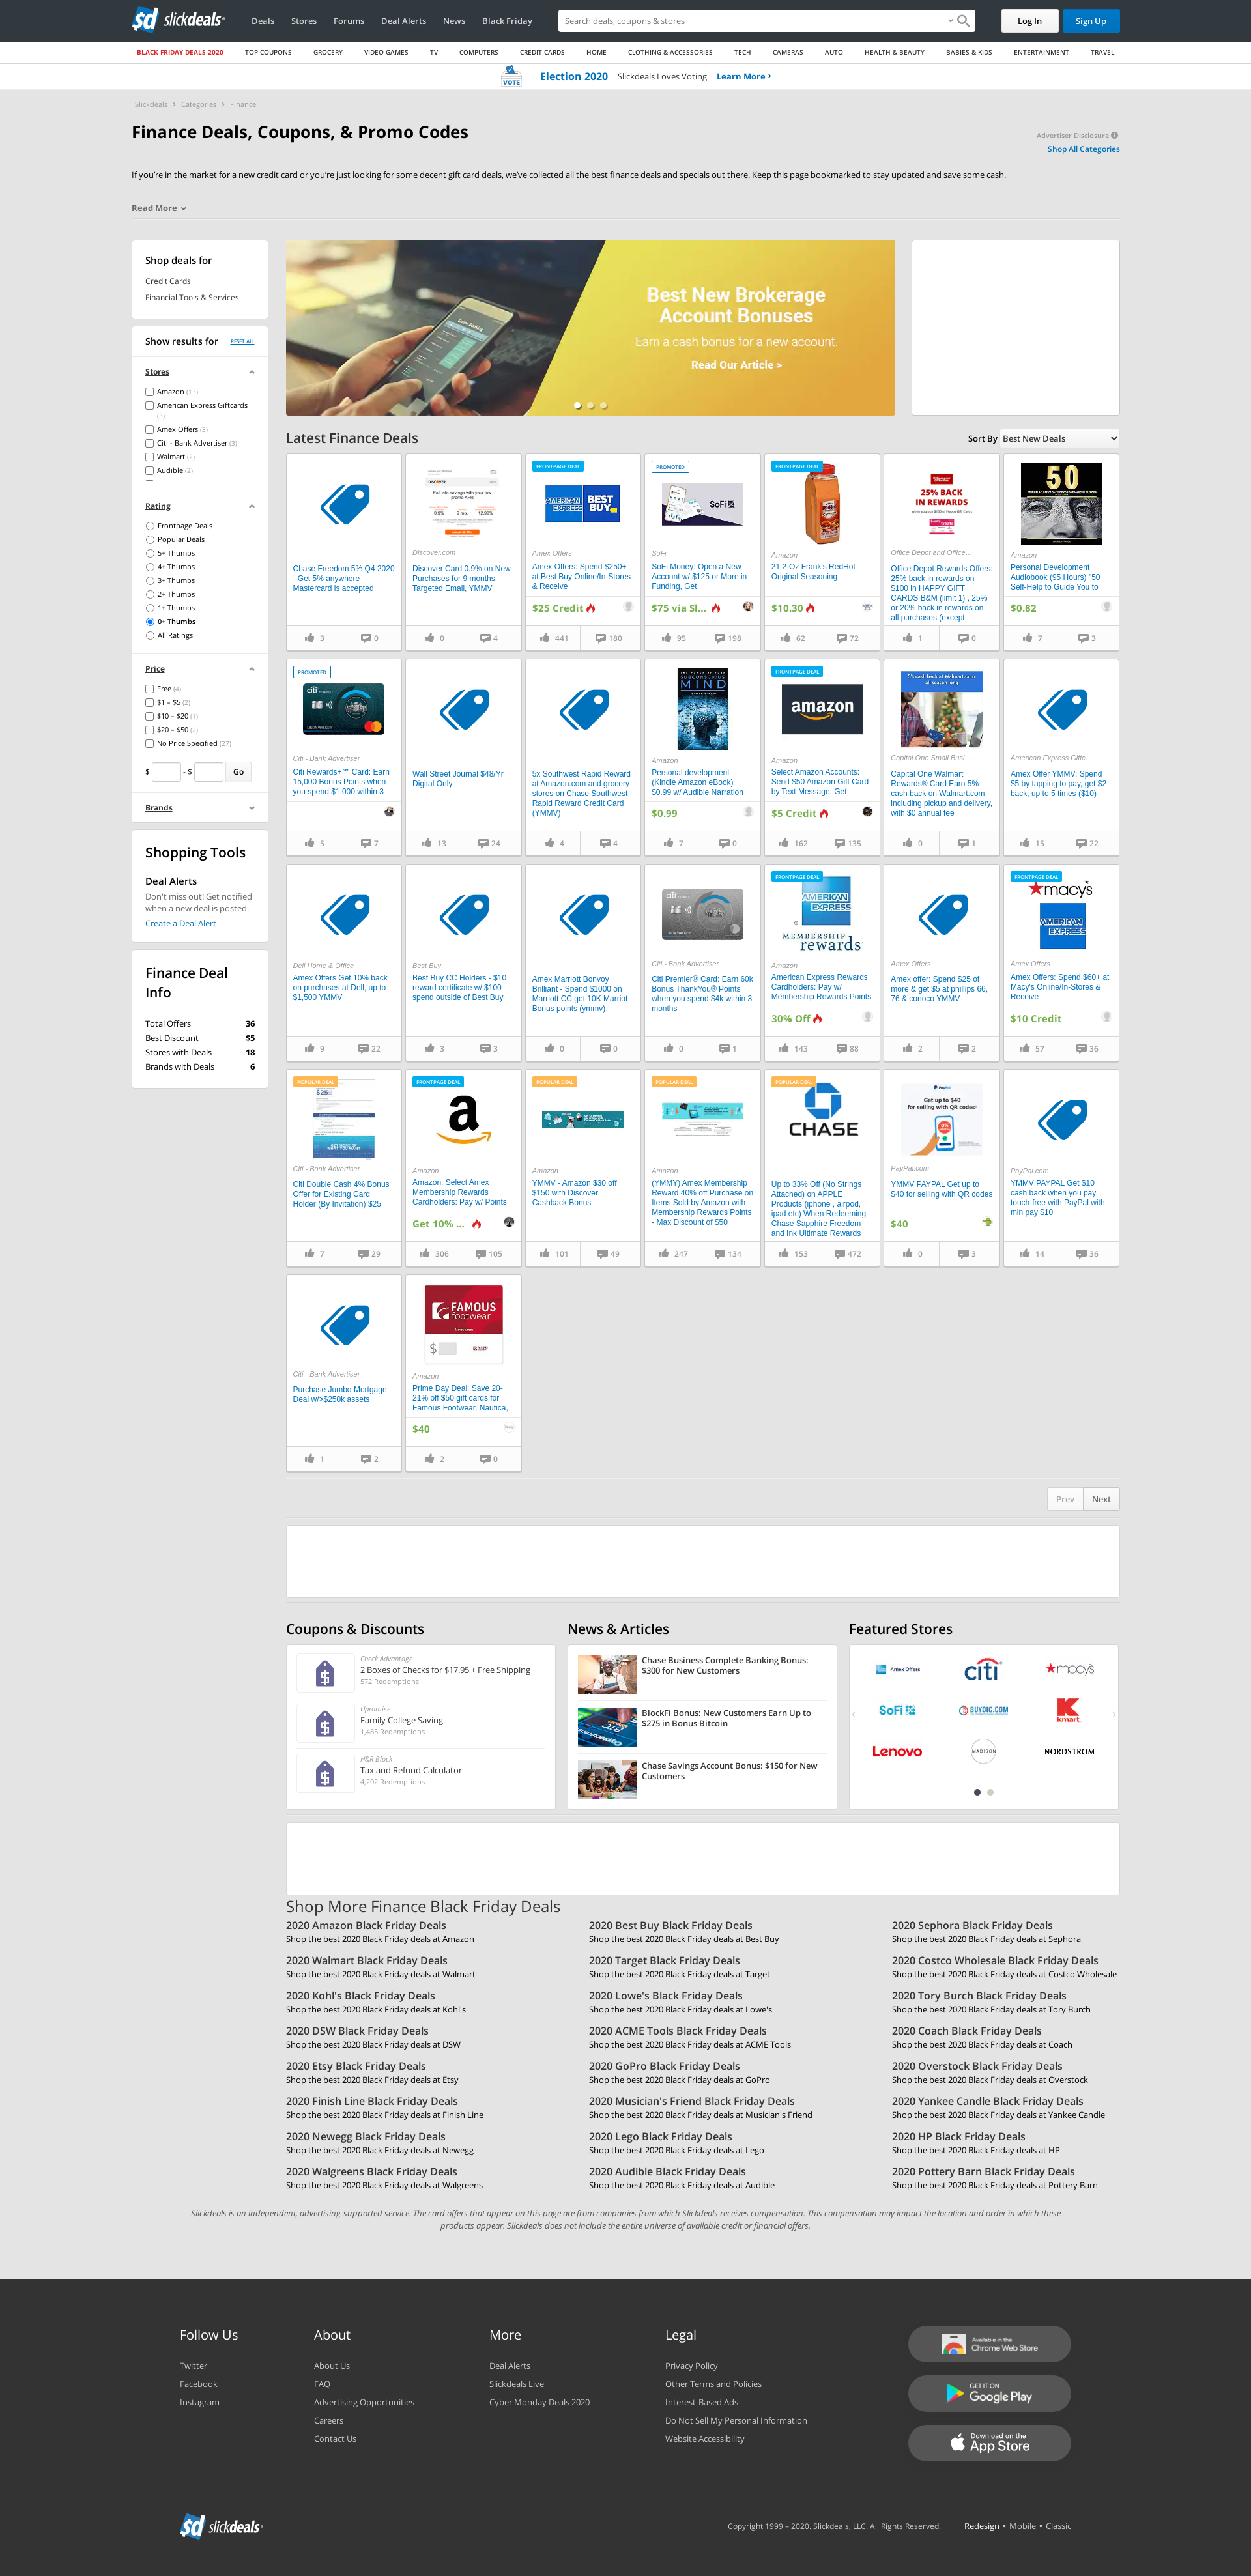 slickdeals
Deals
Stores
Forums
Deal Alerts
News
Black Friday
Search deals, coupons & stores
Log In
Sign Up
BLACK FRIDAY DEALS 2020
TOP COUPONS
GROCERY
VIDEO GAMES
TV
COMPUTERS
CREDIT CARDS
HOME
CLOTHING & ACCESSORIES
TECH
CAMERAS
AUTO
HEALTH & BEAUTY
BABIES & KIDS
ENTERTAINMENT
TRAVEL
VOTE
Election 2020 Slickdeals Loves Voting Learn More ›
Slickdeals › Categories › Finance
Finance Deals, Coupons, & Promo Codes
Advertiser Disclosure
Shop All Categories
If you're in the market for a new credit card or you're just looking for some decent gift card deals, we've collected all the best finance deals and specials out there. Keep this page bookmarked to stay updated and save some cash.
Read More
Shop deals for
Credit Cards
Financial Tools & Services
Show results for RESET ALL
Stores
Amazon (13)
American Express Giftcards
(3)
Amex Offers (3)
Citi - Bank Advertiser (3)
Walmart (2)
Audible (2)
Rating
Frontpage Deals
Popular Deals
5+ Thumbs
4+ Thumbs
3+ Thumbs
2+ Thumbs
1+ Thumbs
0+ Thumbs
All Ratings
Price
Free (4)
$1 – $5 (2)
$10 – $20 (1)
$20 – $50 (2)
No Price Specified (27)
$ - $ Go
Brands
Shopping Tools
Deal Alerts
Don't miss out! Get notified
when a new deal is posted.
Create a Deal Alert
Finance Deal
Info
Total Offers 36
Best Discount $5
Stores with Deals 18
Brands with Deals 6
Best New Brokerage
Account Bonuses
Earn a cash bonus for a new account.
Read Our Article >
Latest Finance Deals
Sort By Best New Deals
Chase Freedom 5% Q4 2020
- Get 5% anywhere
Mastercard is accepted
3 0
DISCOVER
Discover.com
Discover Card 0.9% on New
Purchases for 9 months,
Targeted Email, YMMV
0 4
FRONTPAGE DEAL
AMERICAN EXPRESS
BEST BUY
Amex Offers
Amex Offers: Spend $250+
at Best Buy Online/In-Stores
& Receive
$25 Credit
441 180
PROMOTED
SoFi
SoFi
SoFi Money: Open a New
Account w/ $125 or More in
Funding, Get
$75 via Sl...
95 198
FRONTPAGE DEAL
Amazon
21.2-Oz Frank's RedHot
Original Seasoning
$10.30
62 72
25% BACK
IN REWARDS
Office Depot and Office...
Office Depot Rewards Offers:
25% back in rewards on
$100 in HAPPY GIFT
CARDS B&M (limit 1) , 25%
or 20% back in rewards on
all purchases (except
1 0
50
Amazon
Personal Development
Audiobook (95 Hours) "50
Self-Help to Guide You to
$0.82
7 3
PROMOTED
citi
Citi - Bank Advertiser
Citi Rewards+℠ Card: Earn
15,000 Bonus Points when
you spend $1,000 within 3
5 7
Wall Street Journal $48/Yr
Digital Only
13 24
5x Southwest Rapid Reward
at Amazon.com and grocery
stores on Chase Southwest
Rapid Reward Credit Card
(YMMV)
4 4
MIND
Amazon
Personal development
(Kindle Amazon eBook)
$0.99 w/ Audible Narration
$0.99
7 0
FRONTPAGE DEAL
amazon
Amazon
Select Amazon Accounts:
Send $50 Amazon Gift Card
by Text Message, Get
$5 Credit
162 135
5% cash back at Walmart.com
all season long
Capital One Small Busi...
Capital One Walmart
Rewards® Card Earn 5%
cash back on Walmart.com
including pickup and delivery,
with $0 annual fee
0 1
American Express Giftc...
Amex Offer YMMV: Spend
$5 by tapping to pay, get $2
back, up to 5 times ($10)
15 22
Dell Home & Office
Amex Offers Get 10% back
on purchases at Dell, up to
$1,500 YMMV
9 22
Best Buy
Best Buy CC Holders - $10
reward certificate w/ $100
spend outside of Best Buy
3 3
Amex Marriott Bonvoy
Brilliant - Spend $1000 on
Marriott CC get 10K Marriot
Bonus points (ymmv)
0 0
citi
Citi - Bank Advertiser
Citi Premier® Card: Earn 60k
Bonus ThankYou® Points
when you spend $4k within 3
months
0 1
FRONTPAGE DEAL
AMERICAN EXPRESS
MEMBERSHIP
rewards
Amazon
American Express Rewards
Cardholders: Pay w/
Membership Rewards Points
30% Off
143 88
Amex Offers
Amex offer: Spend $25 of
more & get $5 at phillips 66,
76 & conoco YMMV
2 2
FRONTPAGE DEAL
macy's
AMERICAN EXPRESS
Amex Offers
Amex Offers: Spend $60+ at
Macy's Online/In-Stores &
Receive
$10 Credit
57 36
POPULAR DEAL
$25
Citi - Bank Advertiser
Citi Double Cash 4% Bonus
Offer for Existing Card
Holder (By Invitation) $25
7 29
FRONTPAGE DEAL
a
Amazon
Amazon: Select Amex
Membership Rewards
Cardholders: Pay w/ Points
Get 10% ...
306 105
POPULAR DEAL
Amazon
YMMV - Amazon $30 off
$150 with Discover
Cashback Bonus
101 49
POPULAR DEAL
Amazon
(YMMY) Amex Membership
Reward 40% off Purchase on
Items Sold by Amazon with
Membership Rewards Points
- Max Discount of $50
247 134
POPULAR DEAL
CHASE
Up to 33% Off (No Strings
Attached) on APPLE
Products (iphone , airpod,
ipad etc) When Redeeming
Chase Sapphire Freedom
and Ink Ultimate Rewards
153 472
PayPal
Get up to $40
for selling with QR codes
PayPal.com
YMMV PAYPAL Get up to
$40 for selling with QR codes
$40
0 3
PayPal.com
YMMV PAYPAL Get $10
cash back when you pay
touch-free with PayPal with
min pay $10
14 36
Citi - Bank Advertiser
Purchase Jumbo Mortgage
Deal w/>$250k assets
1 2
FAMOUS
footwear
$
Amazon
Prime Day Deal: Save 20-
21% off $50 gift cards for
Famous Footwear, Nautica,
$40
2 0
Prev Next
Coupons & Discounts
Check Advantage
2 Boxes of Checks for $17.95 + Free Shipping
572 Redemptions
Upromise
Family College Saving
1,485 Redemptions
H&R Block
Tax and Refund Calculator
4,202 Redemptions
News & Articles
Chase Business Complete Banking Bonus:
$300 for New Customers
BlockFi Bonus: New Customers Earn Up to
$275 in Bonus Bitcoin
Chase Savings Account Bonus: $150 for New
Customers
Featured Stores
Amex Offers
citi
macy's
SoFi
BUYDIG.COM
kmart
Lenovo
MADISON
NORDSTROM
Shop More Finance Black Friday Deals
2020 Amazon Black Friday Deals
Shop the best 2020 Black Friday deals at Amazon
2020 Best Buy Black Friday Deals
Shop the best 2020 Black Friday deals at Best Buy
2020 Sephora Black Friday Deals
Shop the best 2020 Black Friday deals at Sephora
2020 Walmart Black Friday Deals
Shop the best 2020 Black Friday deals at Walmart
2020 Target Black Friday Deals
Shop the best 2020 Black Friday deals at Target
2020 Costco Wholesale Black Friday Deals
Shop the best 2020 Black Friday deals at Costco Wholesale
2020 Kohl's Black Friday Deals
Shop the best 2020 Black Friday deals at Kohl's
2020 Lowe's Black Friday Deals
Shop the best 2020 Black Friday deals at Lowe's
2020 Tory Burch Black Friday Deals
Shop the best 2020 Black Friday deals at Tory Burch
2020 DSW Black Friday Deals
Shop the best 2020 Black Friday deals at DSW
2020 ACME Tools Black Friday Deals
Shop the best 2020 Black Friday deals at ACME Tools
2020 Coach Black Friday Deals
Shop the best 2020 Black Friday deals at Coach
2020 Etsy Black Friday Deals
Shop the best 2020 Black Friday deals at Etsy
2020 GoPro Black Friday Deals
Shop the best 2020 Black Friday deals at GoPro
2020 Overstock Black Friday Deals
Shop the best 2020 Black Friday deals at Overstock
2020 Finish Line Black Friday Deals
Shop the best 2020 Black Friday deals at Finish Line
2020 Musician's Friend Black Friday Deals
Shop the best 2020 Black Friday deals at Musician's Friend
2020 Yankee Candle Black Friday Deals
Shop the best 2020 Black Friday deals at Yankee Candle
2020 Newegg Black Friday Deals
Shop the best 2020 Black Friday deals at Newegg
2020 Lego Black Friday Deals
Shop the best 2020 Black Friday deals at Lego
2020 HP Black Friday Deals
Shop the best 2020 Black Friday deals at HP
2020 Walgreens Black Friday Deals
Shop the best 2020 Black Friday deals at Walgreens
2020 Audible Black Friday Deals
Shop the best 2020 Black Friday deals at Audible
2020 Pottery Barn Black Friday Deals
Shop the best 2020 Black Friday deals at Pottery Barn
Slickdeals is an independent, advertising-supported service. The card offers that appear on this page are from companies from which Slickdeals receives compensation. This compensation may impact the location and order in which these
products appear. Slickdeals does not include the entire universe of available credit or financial offers.
Follow Us
Twitter
Facebook
Instagram
About
About Us
FAQ
Advertising Opportunities
Careers
Contact Us
More
Deal Alerts
Slickdeals Live
Cyber Monday Deals 2020
Legal
Privacy Policy
Other Terms and Policies
Interest-Based Ads
Do Not Sell My Personal Information
Website Accessibility
Available in the
Chrome Web Store
GET IT ON
Google Play
Download on the
App Store
slickdeals
Copyright 1999 – 2020. Slickdeals, LLC. All Rights Reserved.
Redesign • Mobile • Classic